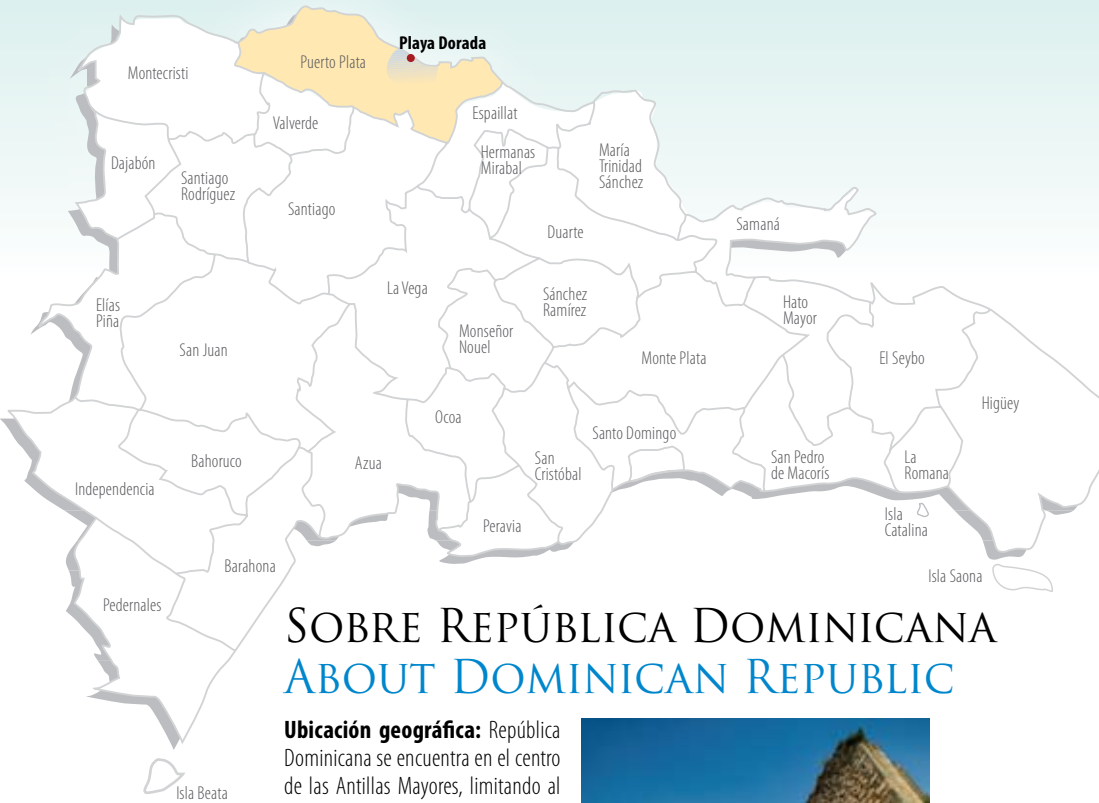 Playa Dorada
Puerto Plata
Montecristi
Espaillat
Valverde
Hermanas
Mirabal
María
Trinidad
Sánchez
Dajabón
Santiago
Rodríguez
Santiago
Samaná
Duarte
La Vega
Sánchez
Ramírez
Hato
Mayor
Elías
Piña
Monseñor
Nouel
San Juan
Monte Plata
El Seybo
Higüey
Ocoa
Santo Domingo
Bahoruco
Azua
San
Cristóbal
San Pedro
de Macorís
La
Romana
Independencia
Isla
Catalina
Peravia
Barahona
Isla Saona
Pedernales
Isla Beata
Sobre República Dominicana
About Dominican Republic
Ubicación geográfica: República
Dominicana se encuentra en el centro
de las Antillas Mayores, limitando al